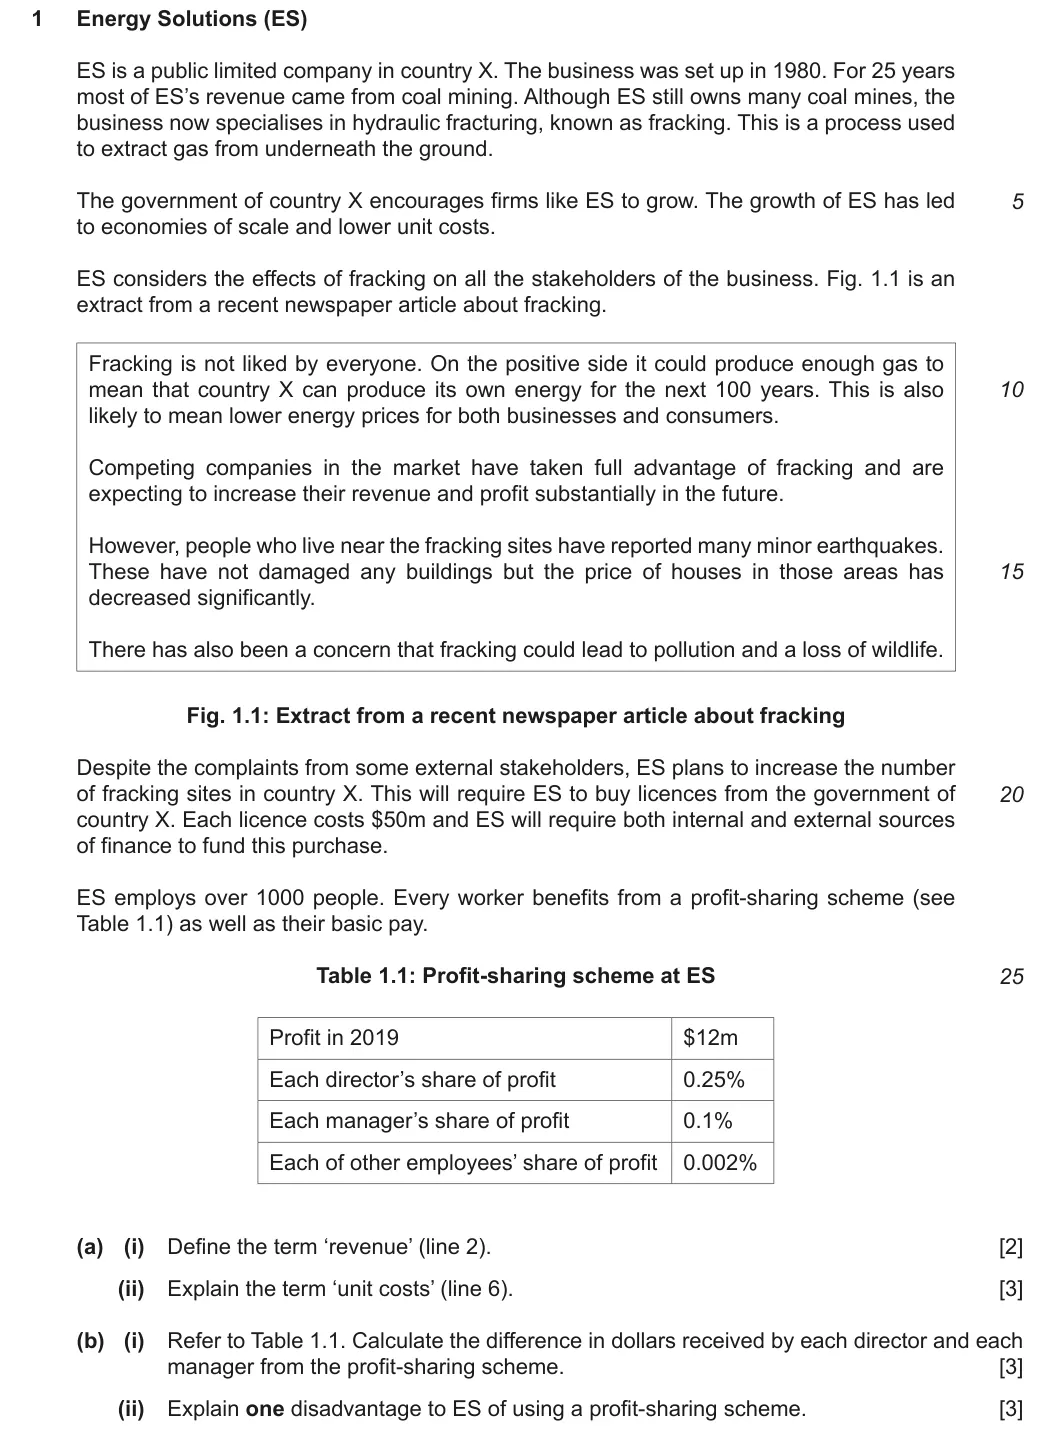 1 Energy Solutions (ES)
ES is a public limited company in country X. The business was set up in 1980. For 25 years
most of ES’s revenue came from coal mining. Although ES still owns many coal mines, the
business now specialises in hydraulic fracturing, known as fracking. This is a process used
to extract gas from underneath the ground.
The government of country X encourages firms like ES to grow. The growth of ES has led 5
to economies of scale and lower unit costs.
ES considers the effects of fracking on all the stakeholders of the business. Fig. 1.1 is an
extract from a recent newspaper article about fracking.
Fracking is not liked by everyone. On the positive side it could produce enough gas to
mean that country X can produce its own energy for the next 100 years. This is also 10
likely to mean lower energy prices for both businesses and consumers.
Competing companies in the market have taken full advantage of fracking and are
expecting to increase their revenue and profit substantially in the future.
However, people who live near the fracking sites have reported many minor earthquakes.
These have not damaged any buildings but the price of houses in those areas has 15
decreased significantly.
There has also been a concern that fracking could lead to pollution and a loss of wildlife.
Fig. 1.1: Extract from a recent newspaper article about fracking
Despite the complaints from some external stakeholders, ES plans to increase the number
of fracking sites in country X. This will require ES to buy licences from the government of 20
country X. Each licence costs $50m and ES will require both internal and external sources
of finance to fund this purchase.
ES employs over 1000 people. Every worker benefits from a profit-sharing scheme (see
Table 1.1) as well as their basic pay.
Table 1.1: Profit-sharing scheme at ES 25
Profit in 2019 $12m
Each director’s share of profit 0.25%
Each manager’s share of profit 0.1%
Each of other employees’ share of profit 0.002%
(a) (i) Define the term ‘revenue’ (line 2). [2]
(ii) Explain the term ‘unit costs’ (line 6). [3]
(b) (i) Refer to Table 1.1. Calculate the difference in dollars received by each director and each
manager from the profit-sharing scheme. [3]
(ii) Explain one disadvantage to ES of using a profit-sharing scheme. [3]